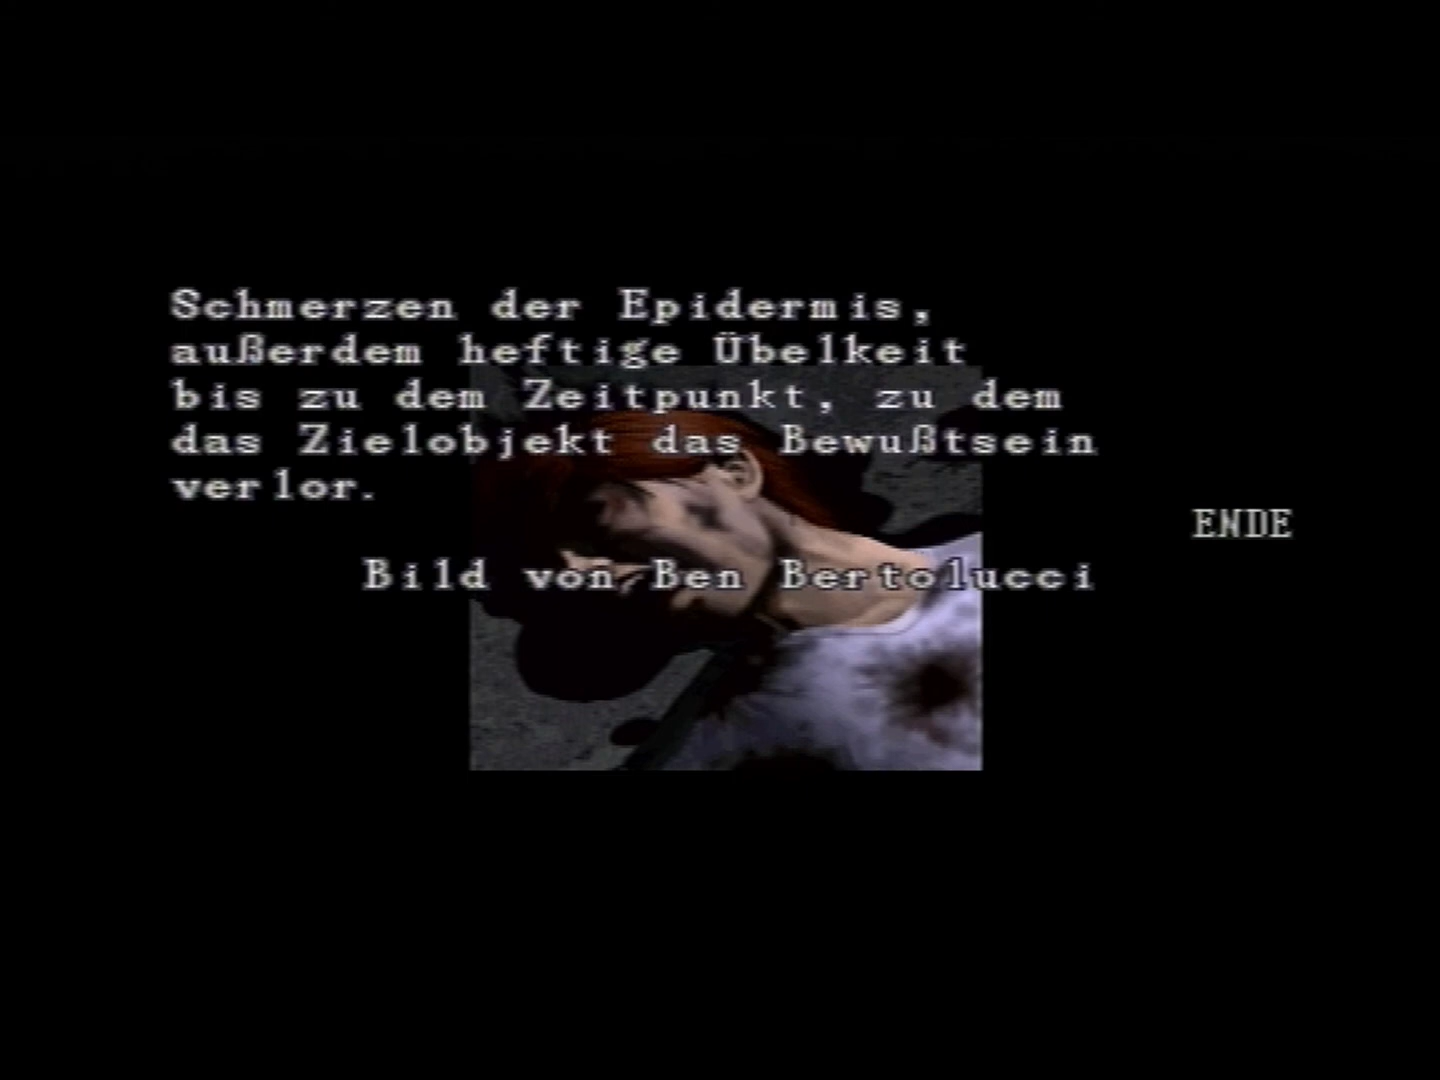 Schmerzen der Epidermis,
außerdem heftige Übelkeit
bis zu dem Zeitpunkt, zu dem
das Zielobjekt das Bewußtsein
verlor.
ENDE
Bild von Ben Bertolucci